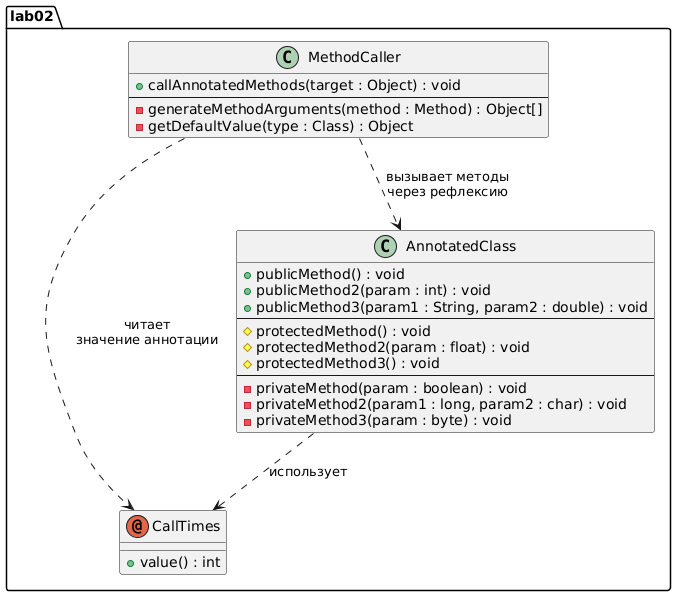 lab02
C MethodCaller
callAnnotatedMethods(target : Object) : void
generateMethodArguments(method : Method) : Object[]
getDefaultValue(type : Class) : Object
вызывает методы
через рефлексию
C AnnotatedClass
publicMethod() : void
publicMethod2(param : int) : void
publicMethod3(param1 : String, param2 : double) : void
protectedMethod() : void
protectedMethod2(param : float) : void
protectedMethod3() : void
privateMethod(param : boolean) : void
privateMethod2(param1 : long, param2 : char) : void
privateMethod3(param : byte) : void
читает
значение аннотации
использует
@ CallTimes
value() : int